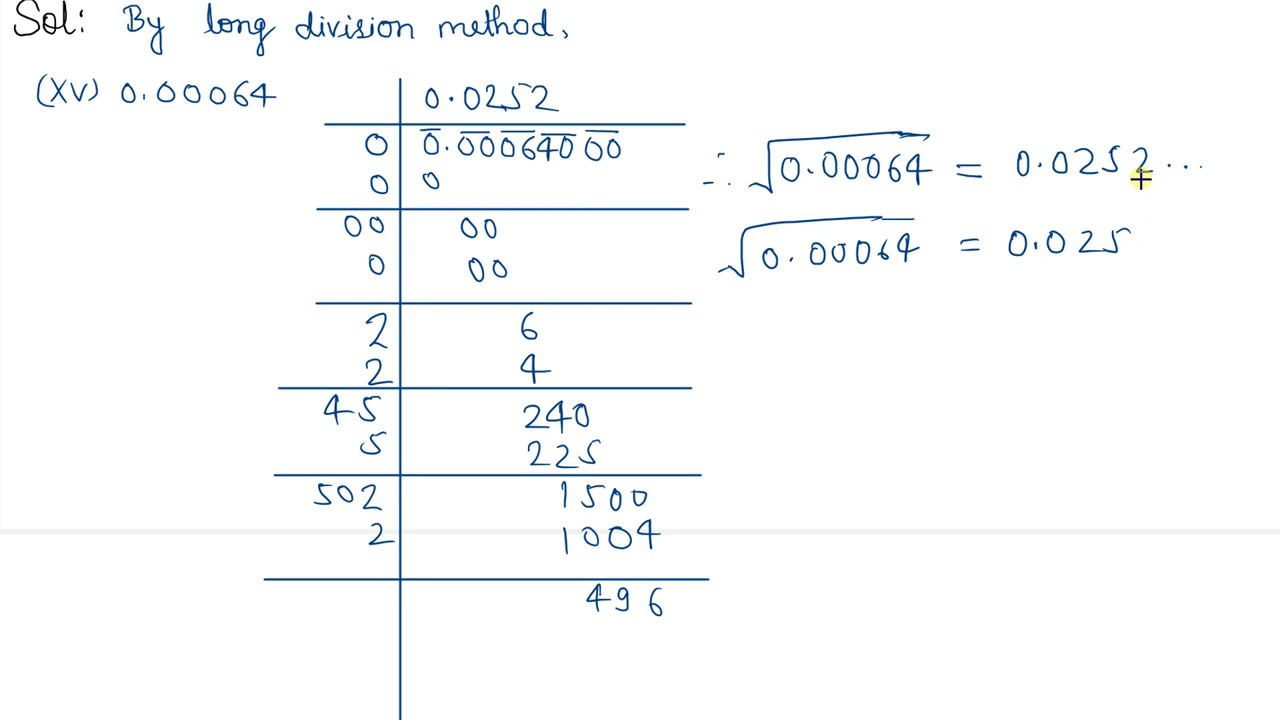 Sol: By long division method,
(XV) 0.00064
0.0252
0 0.0006400 00
0 0
00 00
0 00
2 6
2 4
45 240
5 225
502 1500
2 1004
496
∴ √0.00064 = 0.0252...
√0.00064 = 0.025